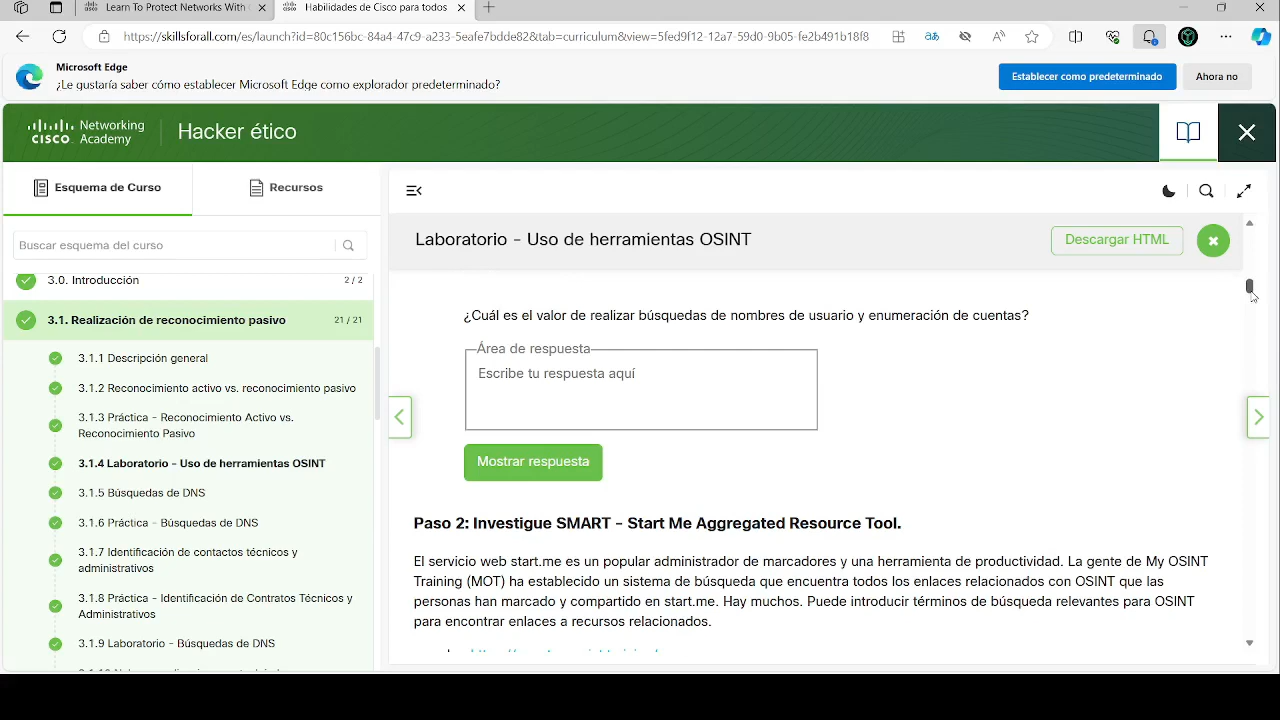 Learn To Protect Networks With
Habilidades de Cisco para todos
https://skillsforall.com/es/launch?id=80c156bc-84a4-47c9-a233-5eafe7bdde82&tab=curriculum&view=5fed9f12-12a7-59d0-9b05-fe2b491b18f8
Microsoft Edge
¿Le gustaría saber cómo establecer Microsoft Edge como explorador predeterminado?
Establecer como predeterminado
Ahora no
Networking
CISCO Academy
Hacker ético
Esquema de Curso
Recursos
Buscar esquema del curso
3.0. Introducción 2 / 2
3.1. Realización de reconocimiento pasivo 21 / 21
3.1.1 Descripción general
3.1.2 Reconocimiento activo vs. reconocimiento pasivo
3.1.3 Práctica - Reconocimiento Activo vs.
Reconocimiento Pasivo
3.1.4 Laboratorio - Uso de herramientas OSINT
3.1.5 Búsquedas de DNS
3.1.6 Práctica - Búsquedas de DNS
3.1.7 Identificación de contactos técnicos y
administrativos
3.1.8 Práctica - Identificación de Contratos Técnicos y
Administrativos
3.1.9 Laboratorio - Búsquedas de DNS
Laboratorio - Uso de herramientas OSINT
Descargar HTML
¿Cuál es el valor de realizar búsquedas de nombres de usuario y enumeración de cuentas?
Área de respuesta
Escribe tu respuesta aquí
Mostrar respuesta
Paso 2: Investigue SMART - Start Me Aggregated Resource Tool.
El servicio web start.me es un popular administrador de marcadores y una herramienta de productividad. La gente de My OSINT
Training (MOT) ha establecido un sistema de búsqueda que encuentra todos los enlaces relacionados con OSINT que las
personas han marcado y compartido en start.me. Hay muchos. Puede introducir términos de búsqueda relevantes para OSINT
para encontrar enlaces a recursos relacionados.